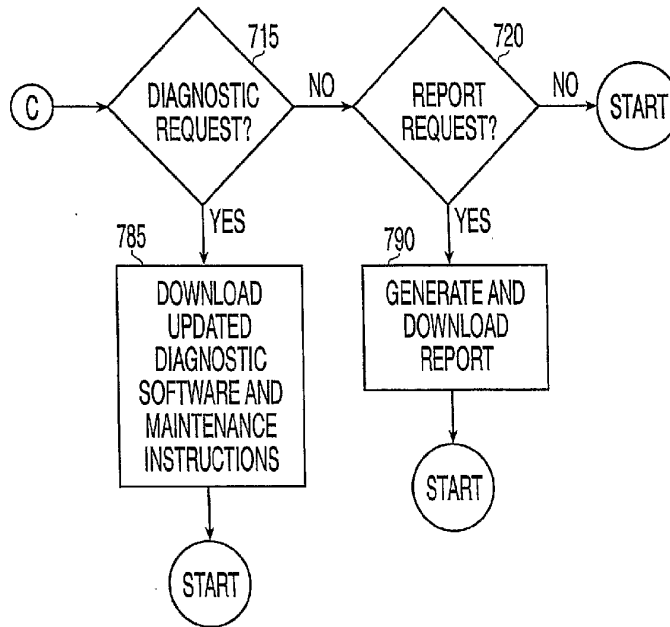 715
720
C
DIAGNOSTIC
REQUEST?
NO
REPORT
REQUEST?
NO
START
YES
YES
785
790
DOWNLOAD
UPDATED
DIAGNOSTIC
SOFTWARE AND
MAINTENANCE
INSTRUCTIONS
GENERATE AND
DOWNLOAD
REPORT
START
START